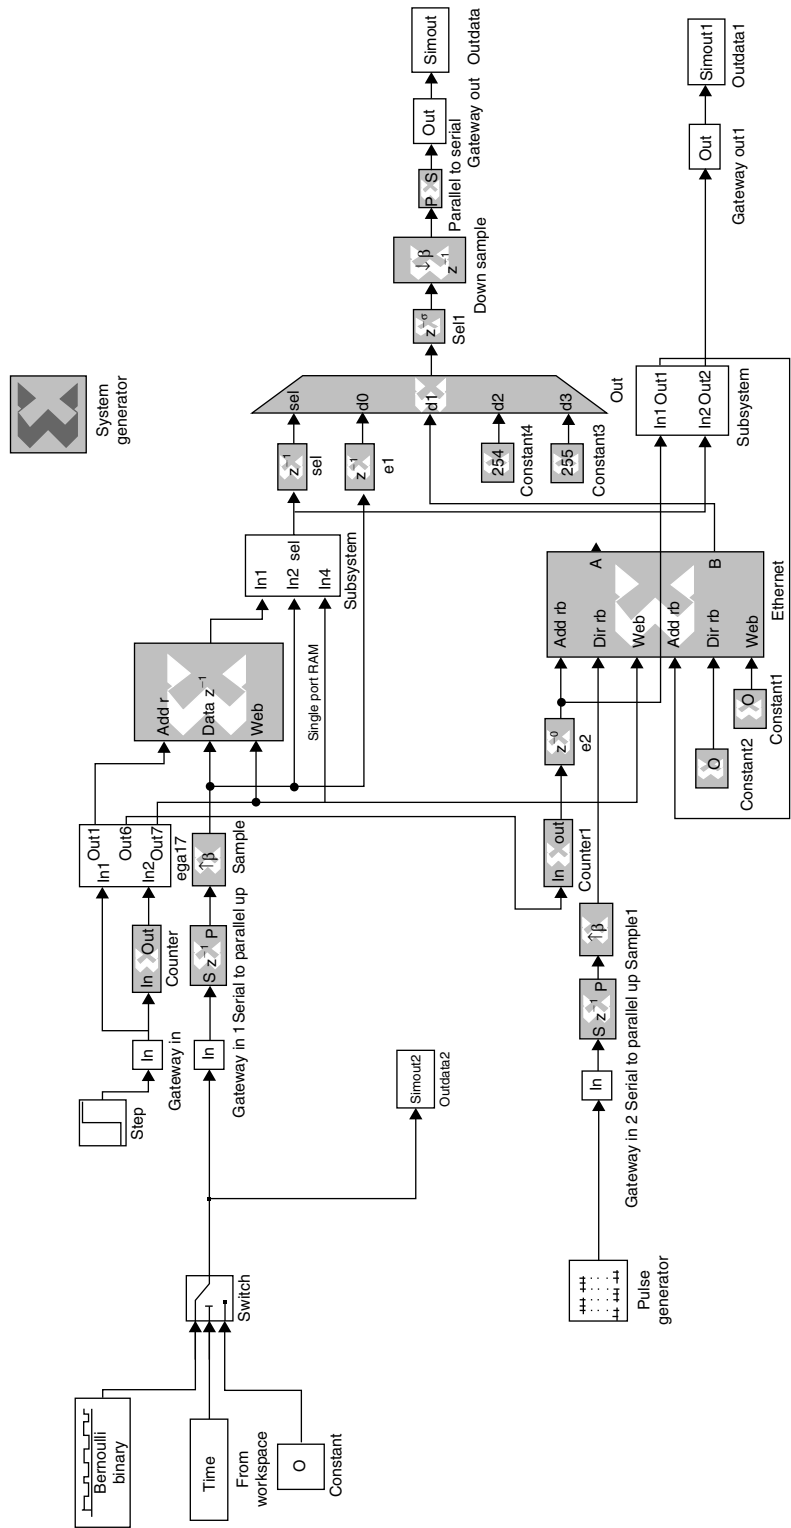 Bernoulli
binary
Time
From
workspace
O
Constant
Switch
Step
Simout2
Outdata2
Pulse
generator
In
Gateway in
In
Gateway in 1
In
Gateway in 2
In Out
Counter
S z⁻¹ P
Serial to parallel up
↑β
Sample
S z⁻¹ P
Serial to parallel up
↑β
Sample1
In1 Out1
Out6
In2 Out7
ega17
In out
Counter1
z⁻⁰
e2
O
Constant2
O
Constant1
Add r
Data z⁻¹
Web
Single port RAM
Add rb
Dir rb
Web
Add rb
Dir rb
Web
A
B
Ethernet
In1
In2 sel
In4
Subsystem
z⁻¹
sel
z⁻¹
e1
254
Constant4
255
Constant3
sel
d0
d1
d2
d3
Out
In1 Out1
In2 Out2
Subsystem
System
generator
z⁻σ
Sel1
↓β
z⁻¹
Down sample
P S
Parallel to serial
Out
Gateway out
Simout
Outdata
Out
Gateway out1
Simout1
Outdata1